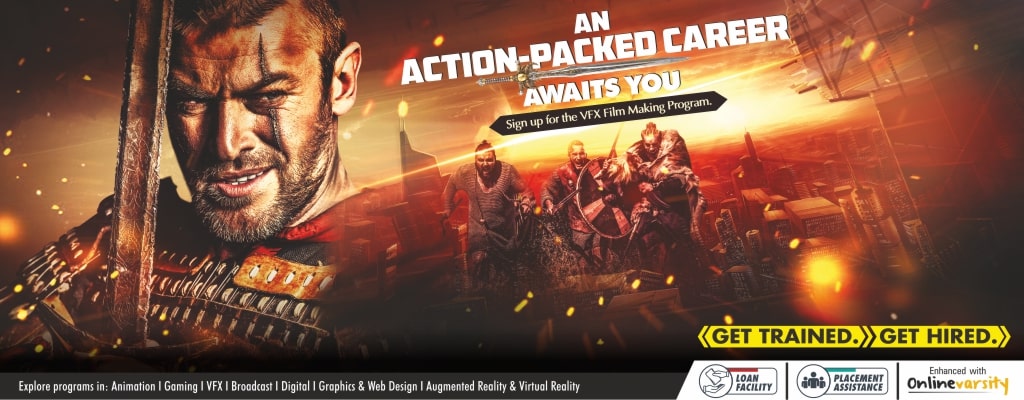 AN
ACTION-PACKED CAREER
AWAITS YOU
Sign up for the VFX Film Making Program.
GET TRAINED. GET HIRED.
Explore programs in: Animation I Gaming I VFX I Broadcast I Digital I Graphics & Web Design I Augmented Reality & Virtual Reality
LOAN
FACILITY
PLACEMENT
ASSISTANCE
Enhanced with
Onlinevarsity